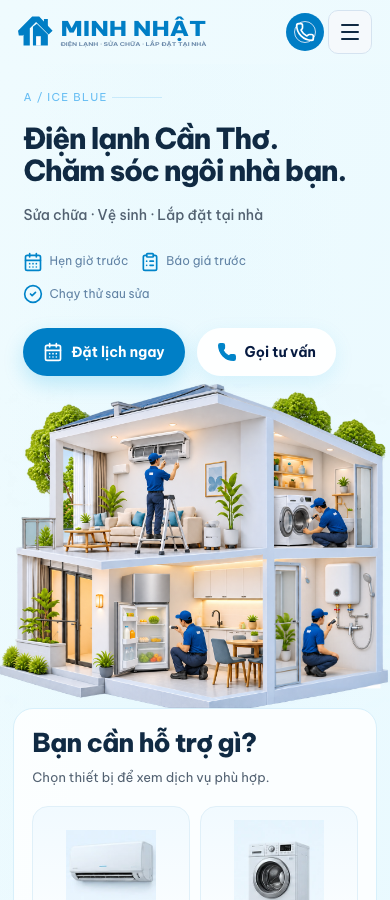 MINH NHẬT
ĐIỆN LẠNH · SỬA CHỮA · LẮP ĐẶT TẠI NHÀ
A / ICE BLUE
Điện lạnh Cần Thơ.
Chăm sóc ngôi nhà bạn.
Sửa chữa · Vệ sinh · Lắp đặt tại nhà
Hẹn giờ trước
Báo giá trước
Chạy thử sau sửa
Đặt lịch ngay
Gọi tư vấn
Bạn cần hỗ trợ gì?
Chọn thiết bị để xem dịch vụ phù hợp.